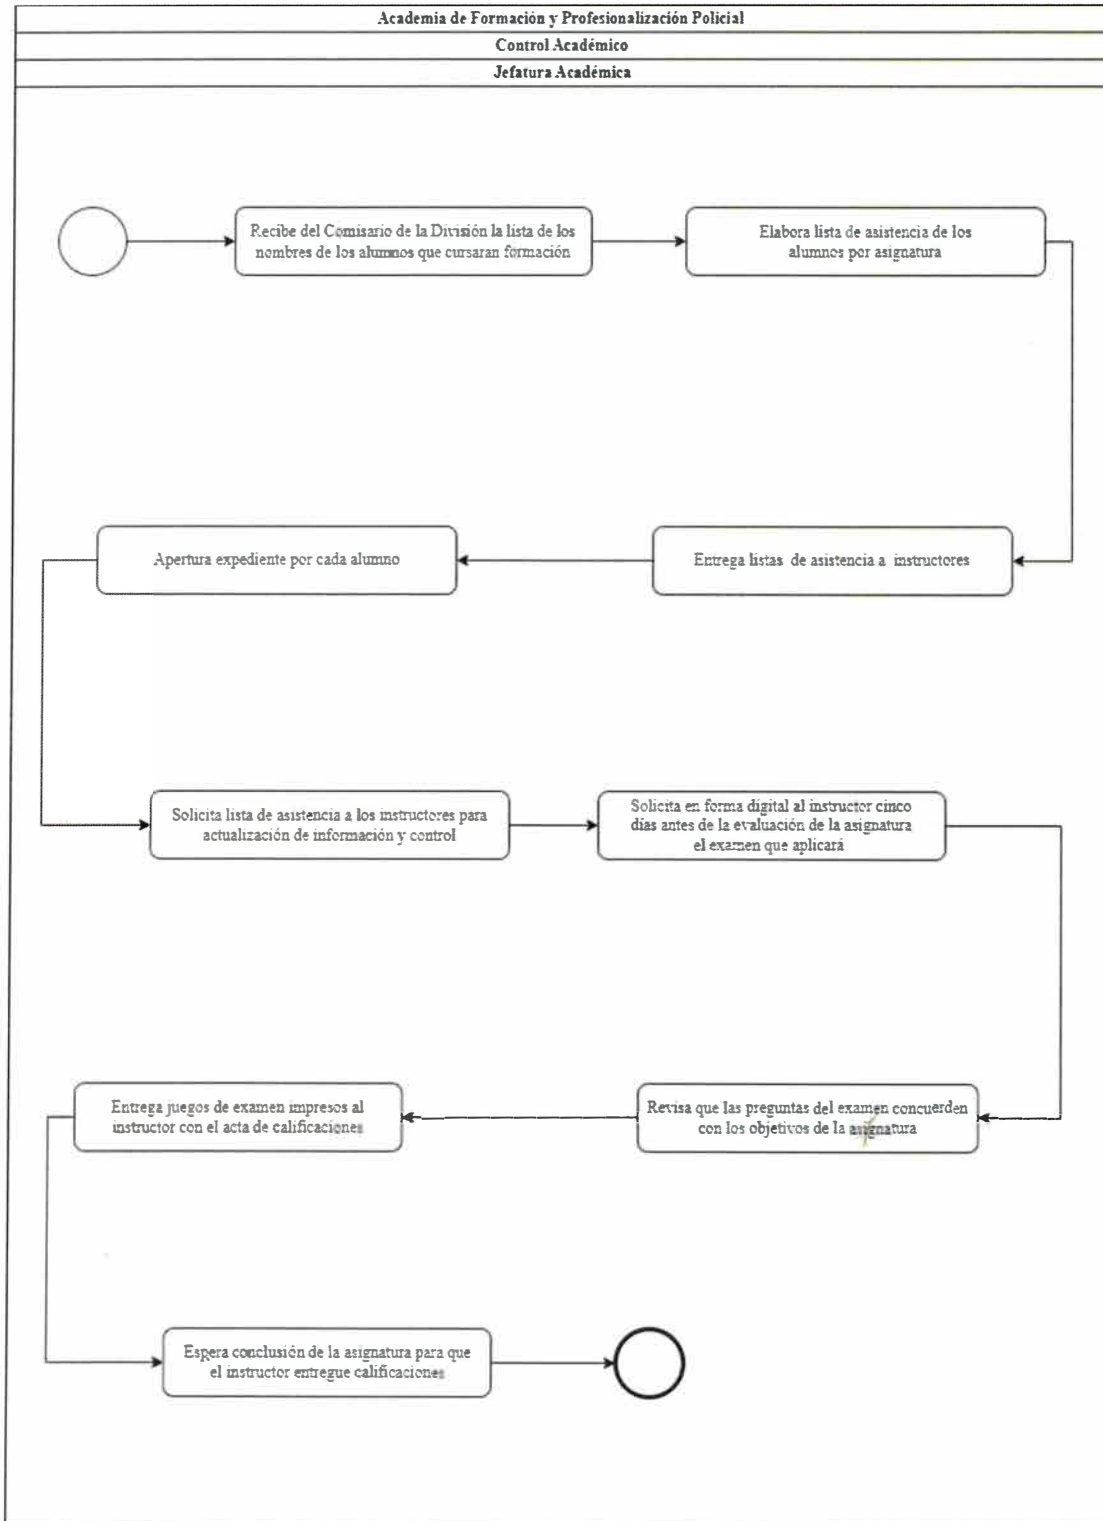 Academia de Formación y Profesionalización Policial
Control Académico
Jefatura Académica
Recibe del Comisario de la División la lista de los
nombres de los alumnos que cursaran formación
Elabora lista de asistencia de los
alumnos por asignatura
Apertura expediente por cada alumno
Entrega listas de asistencia a instructores
Solicita lista de asistencia a los instructores para
actualización de información y control
Solicita en forma digital al instructor cinco
días antes de la evaluación de la asignatura
el examen que aplicará
Entrega juegos de examen impresos al
instructor con el acta de calificaciones
Revisa que las preguntas del examen concuerden
con los objetivos de la asignatura
Espera conclusión de la asignatura para que
el instructor entregue calificaciones